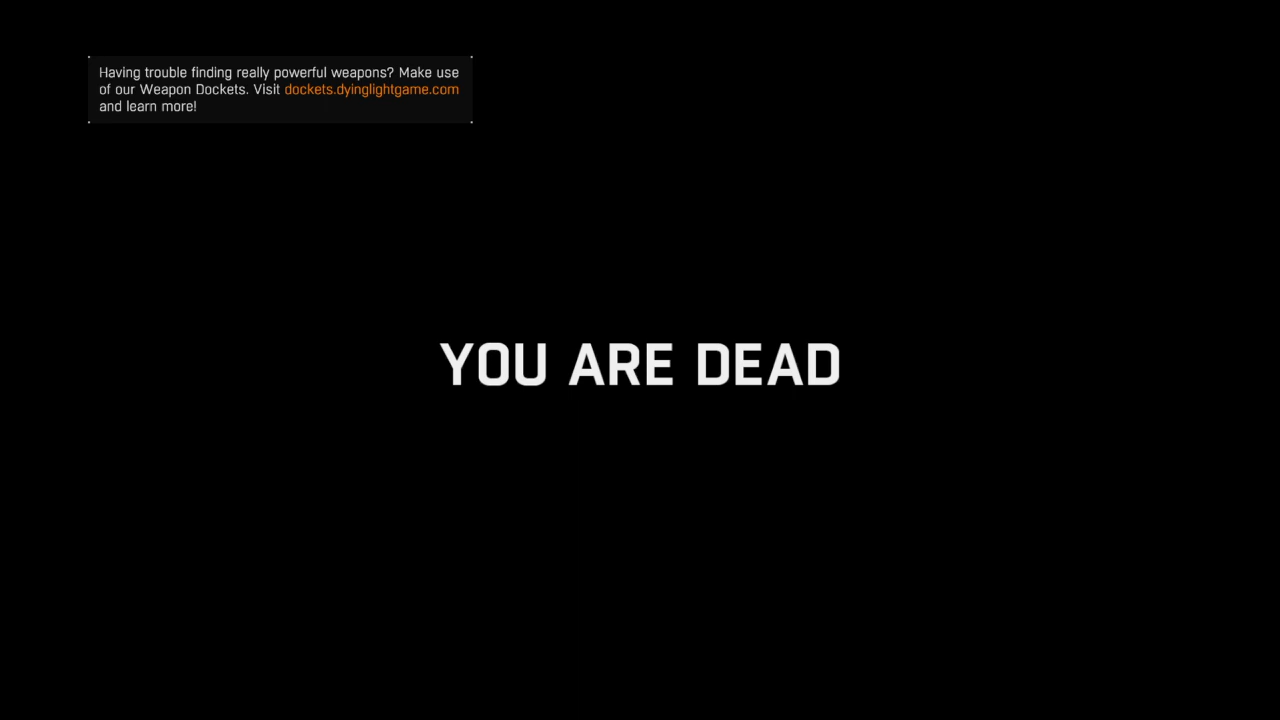 Having trouble finding really powerful weapons? Make use
of our Weapon Dockets. Visit dockets.dyinglightgame.com
and learn more!
YOU ARE DEAD